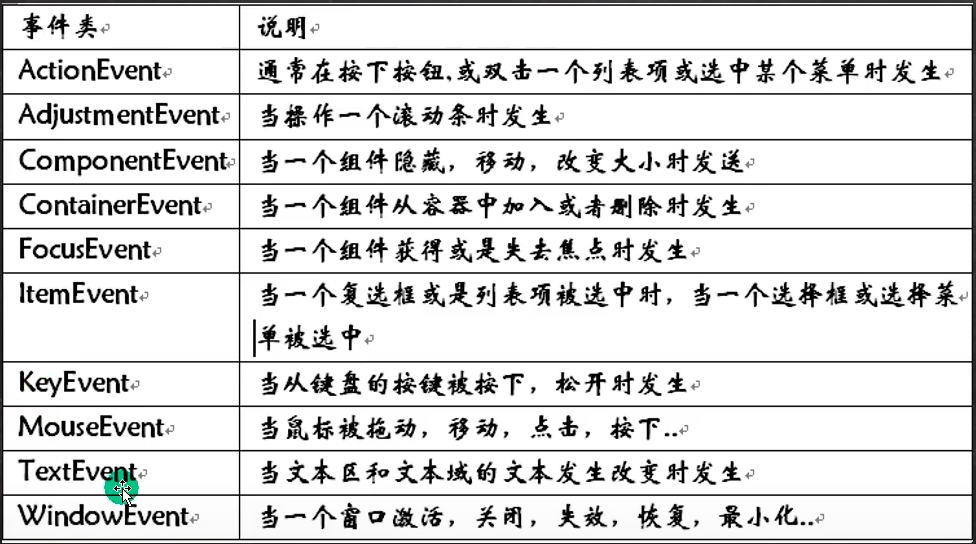 事件类 说明
ActionEvent 通常在按下按钮,或双击一个列表项或选中某个菜单时发生
AdjustmentEvent 当操作一个滚动条时发生
ComponentEvent 当一个组件隐藏，移动，改变大小时发送
ContainerEvent 当一个组件从容器中加入或者删除时发生
FocusEvent 当一个组件获得或是失去焦点时发生
ItemEvent 当一个复选框或是列表项被选中时，当一个选择框或选择菜
单被选中
KeyEvent 当从键盘的按键被按下，松开时发生
MouseEvent 当鼠标被拖动，移动，点击，按下..
TextEvent 当文本区和文本域的文本发生改变时发生
WindowEvent 当一个窗口激活，关闭，失效，恢复，最小化..